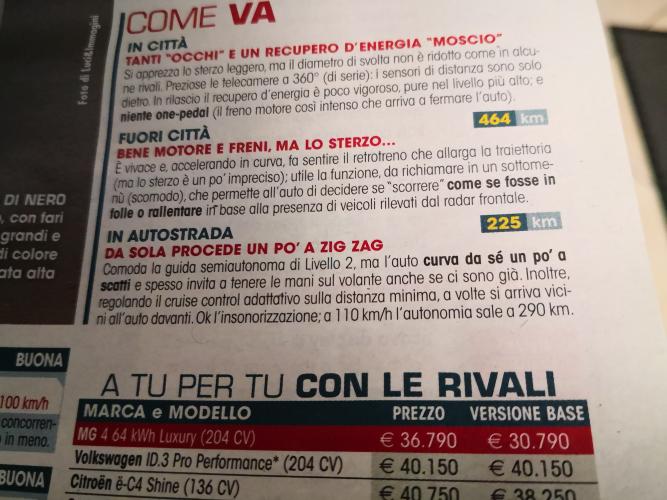 Foto di Luci&Immagini
COME VA
IN CITTÀ
TANTI "OCCHI" E UN RECUPERO D'ENERGIA "MOSCIO"
Si apprezza lo sterzo leggero, ma il diametro di svolta non è ridotto come in alcu-
ne rivali. Preziose le telecamere a 360° (di serie): i sensori di distanza sono solo
dietro. In rilascio il recupero d'energia è poco vigoroso, pure nel livello più alto; e
niente one-pedal (il freno motore così intenso che arriva a fermare l'auto).
464 km
FUORI CITTÀ
BENE MOTORE E FRENI, MA LO STERZO...
È vivace e, accelerando in curva, fa sentire il retrotreno che allarga la traiettoria
(ma lo sterzo è un po' impreciso); utile la funzione, da richiamare in un sottome-
nù (scomodo), che permette all'auto di decidere se "scorrere" come se fosse in
folle o rallentare in base alla presenza di veicoli rilevati dal radar frontale.
225 km
IN AUTOSTRADA
DA SOLA PROCEDE UN PO' A ZIG ZAG
Comoda la guida semiautonoma di Livello 2, ma l'auto curva da sé un po' a
scatti e spesso invita a tenere le mani sul volante anche se ci sono già. Inoltre,
regolando il cruise control adattativo sulla distanza minima, a volte si arriva vici-
ni all'auto davanti. Ok l'insonorizzazione; a 110 km/h l'autonomia sale a 290 km.
DI NERO
, con fari
grandi e
di colore
ata alta
BUONA
100 km/h
concorren-
in meno.
BUONA
A TU PER TU CON LE RIVALI
MARCA e MODELLO PREZZO VERSIONE BASE
MG 4 64 kWh Luxury (204 CV) € 36.790 € 30.790
Volkswagen ID.3 Pro Performance* (204 CV) € 40.150 € 40.150
Citroën ë-C4 Shine (136 CV) € 40.750 € 38.250